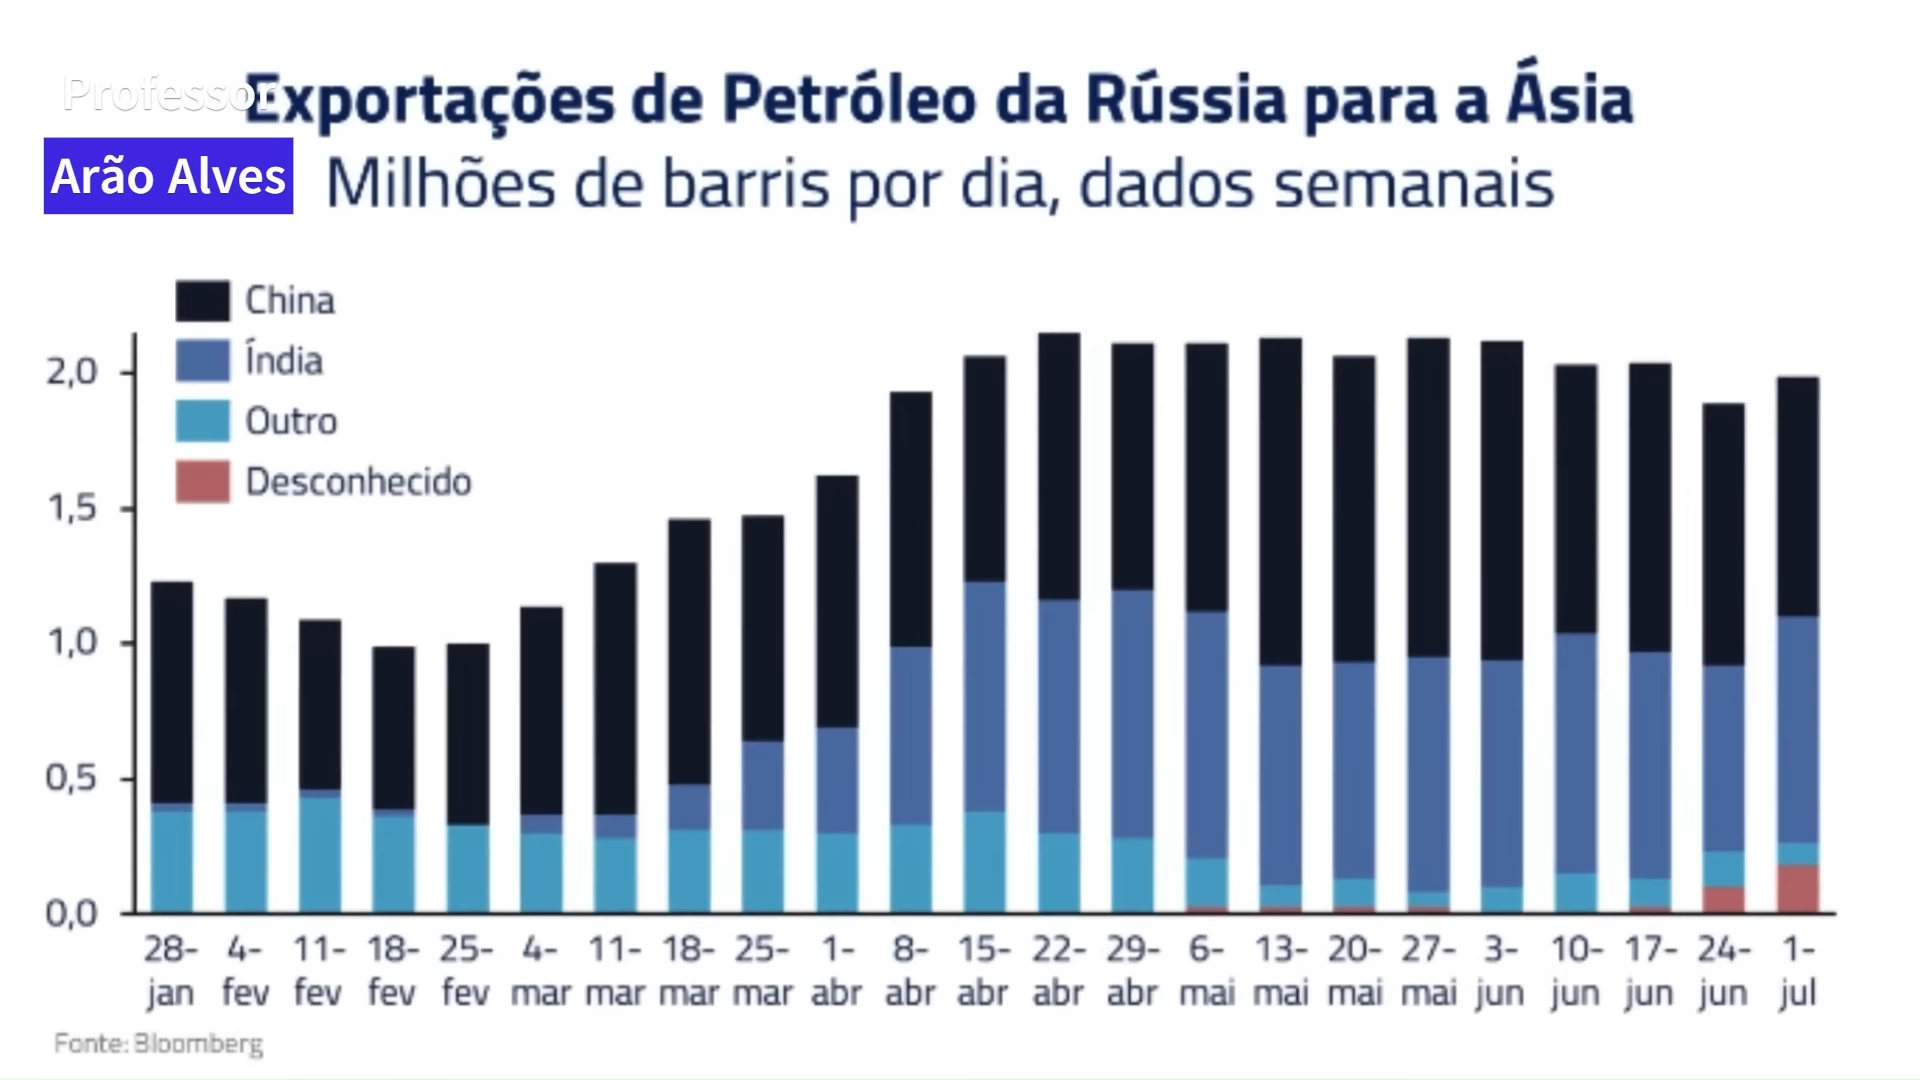 Professor
Exportações de Petróleo da Rússia para a Ásia
Arão Alves
Milhões de barris por dia, dados semanais
China
Índia
Outro
Desconhecido
2,0
1,5
1,0
0,5
0,0
28- 4- 11- 18- 25- 4- 11- 18- 25- 1- 8- 15- 22- 29- 6- 13- 20- 27- 3- 10- 17- 24- 1-
jan fev fev fev fev mar mar mar mar abr abr abr abr abr mai mai mai mai jun jun jun jun jul
Fonte: Bloomberg